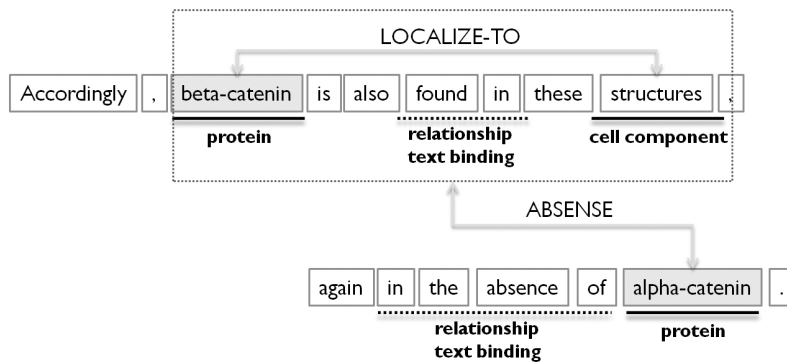 LOCALIZE-TO
Accordingly , beta-catenin is also found in these structures ,
protein relationship cell component
text binding
ABSENSE
again in the absence of alpha-catenin .
relationship protein
text binding